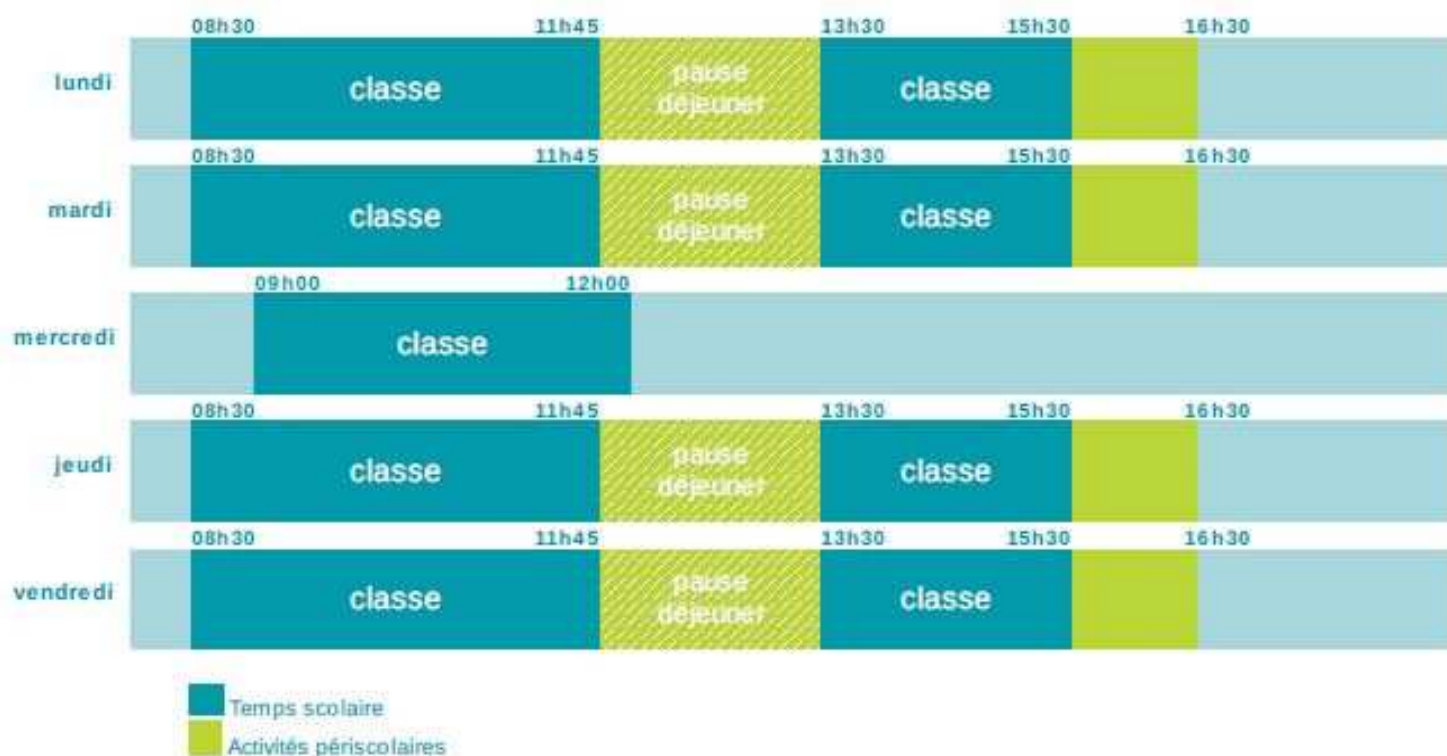 08h30 11h45 13h30 15h30 16h30
lundi classe pause déjeuner classe
08h30 11h45 13h30 15h30 16h30
mardi classe pause déjeuner classe
09h00 12h00
mercredi classe
08h30 11h45 13h30 15h30 16h30
jeudi classe pause déjeuner classe
08h30 11h45 13h30 15h30 16h30
vendredi classe pause déjeuner classe
Temps scolaire
Activités périscolaires